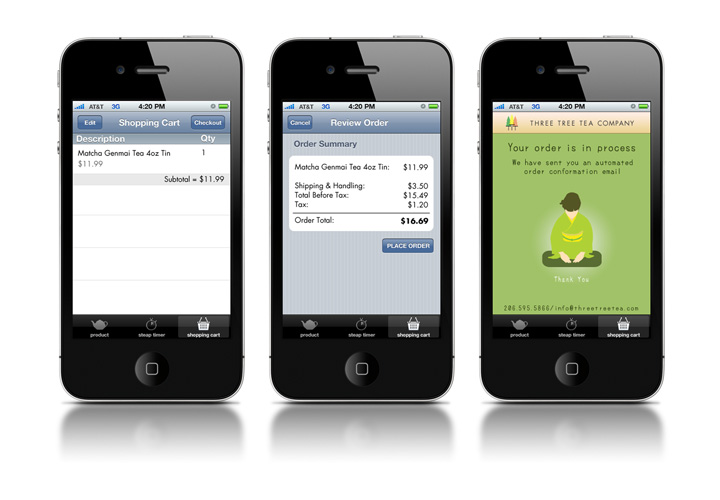 AT&T 3G 4:20 PM
Edit Shopping Cart Checkout
Description Qty
Matcha Genmai Tea 4oz Tin 1
$11.99
Subtotal = $11.99
product steap timer shopping cart
AT&T 3G 4:20 PM
Cancel Review Order
Order Summary
Matcha Genmai Tea 4oz Tin: $11.99
Shipping & Handling: $3.50
Total Before Tax: $15.49
Tax: $1.20
Order Total: $16.69
PLACE ORDER
product steap timer shopping cart
AT&T 3G 4:20 PM
THREE TREE TEA COMPANY
Your order is in process
We have sent you an automated
order conformation email
Thank You
206.595.5866/info@threetreetea.com
product steap timer shopping cart